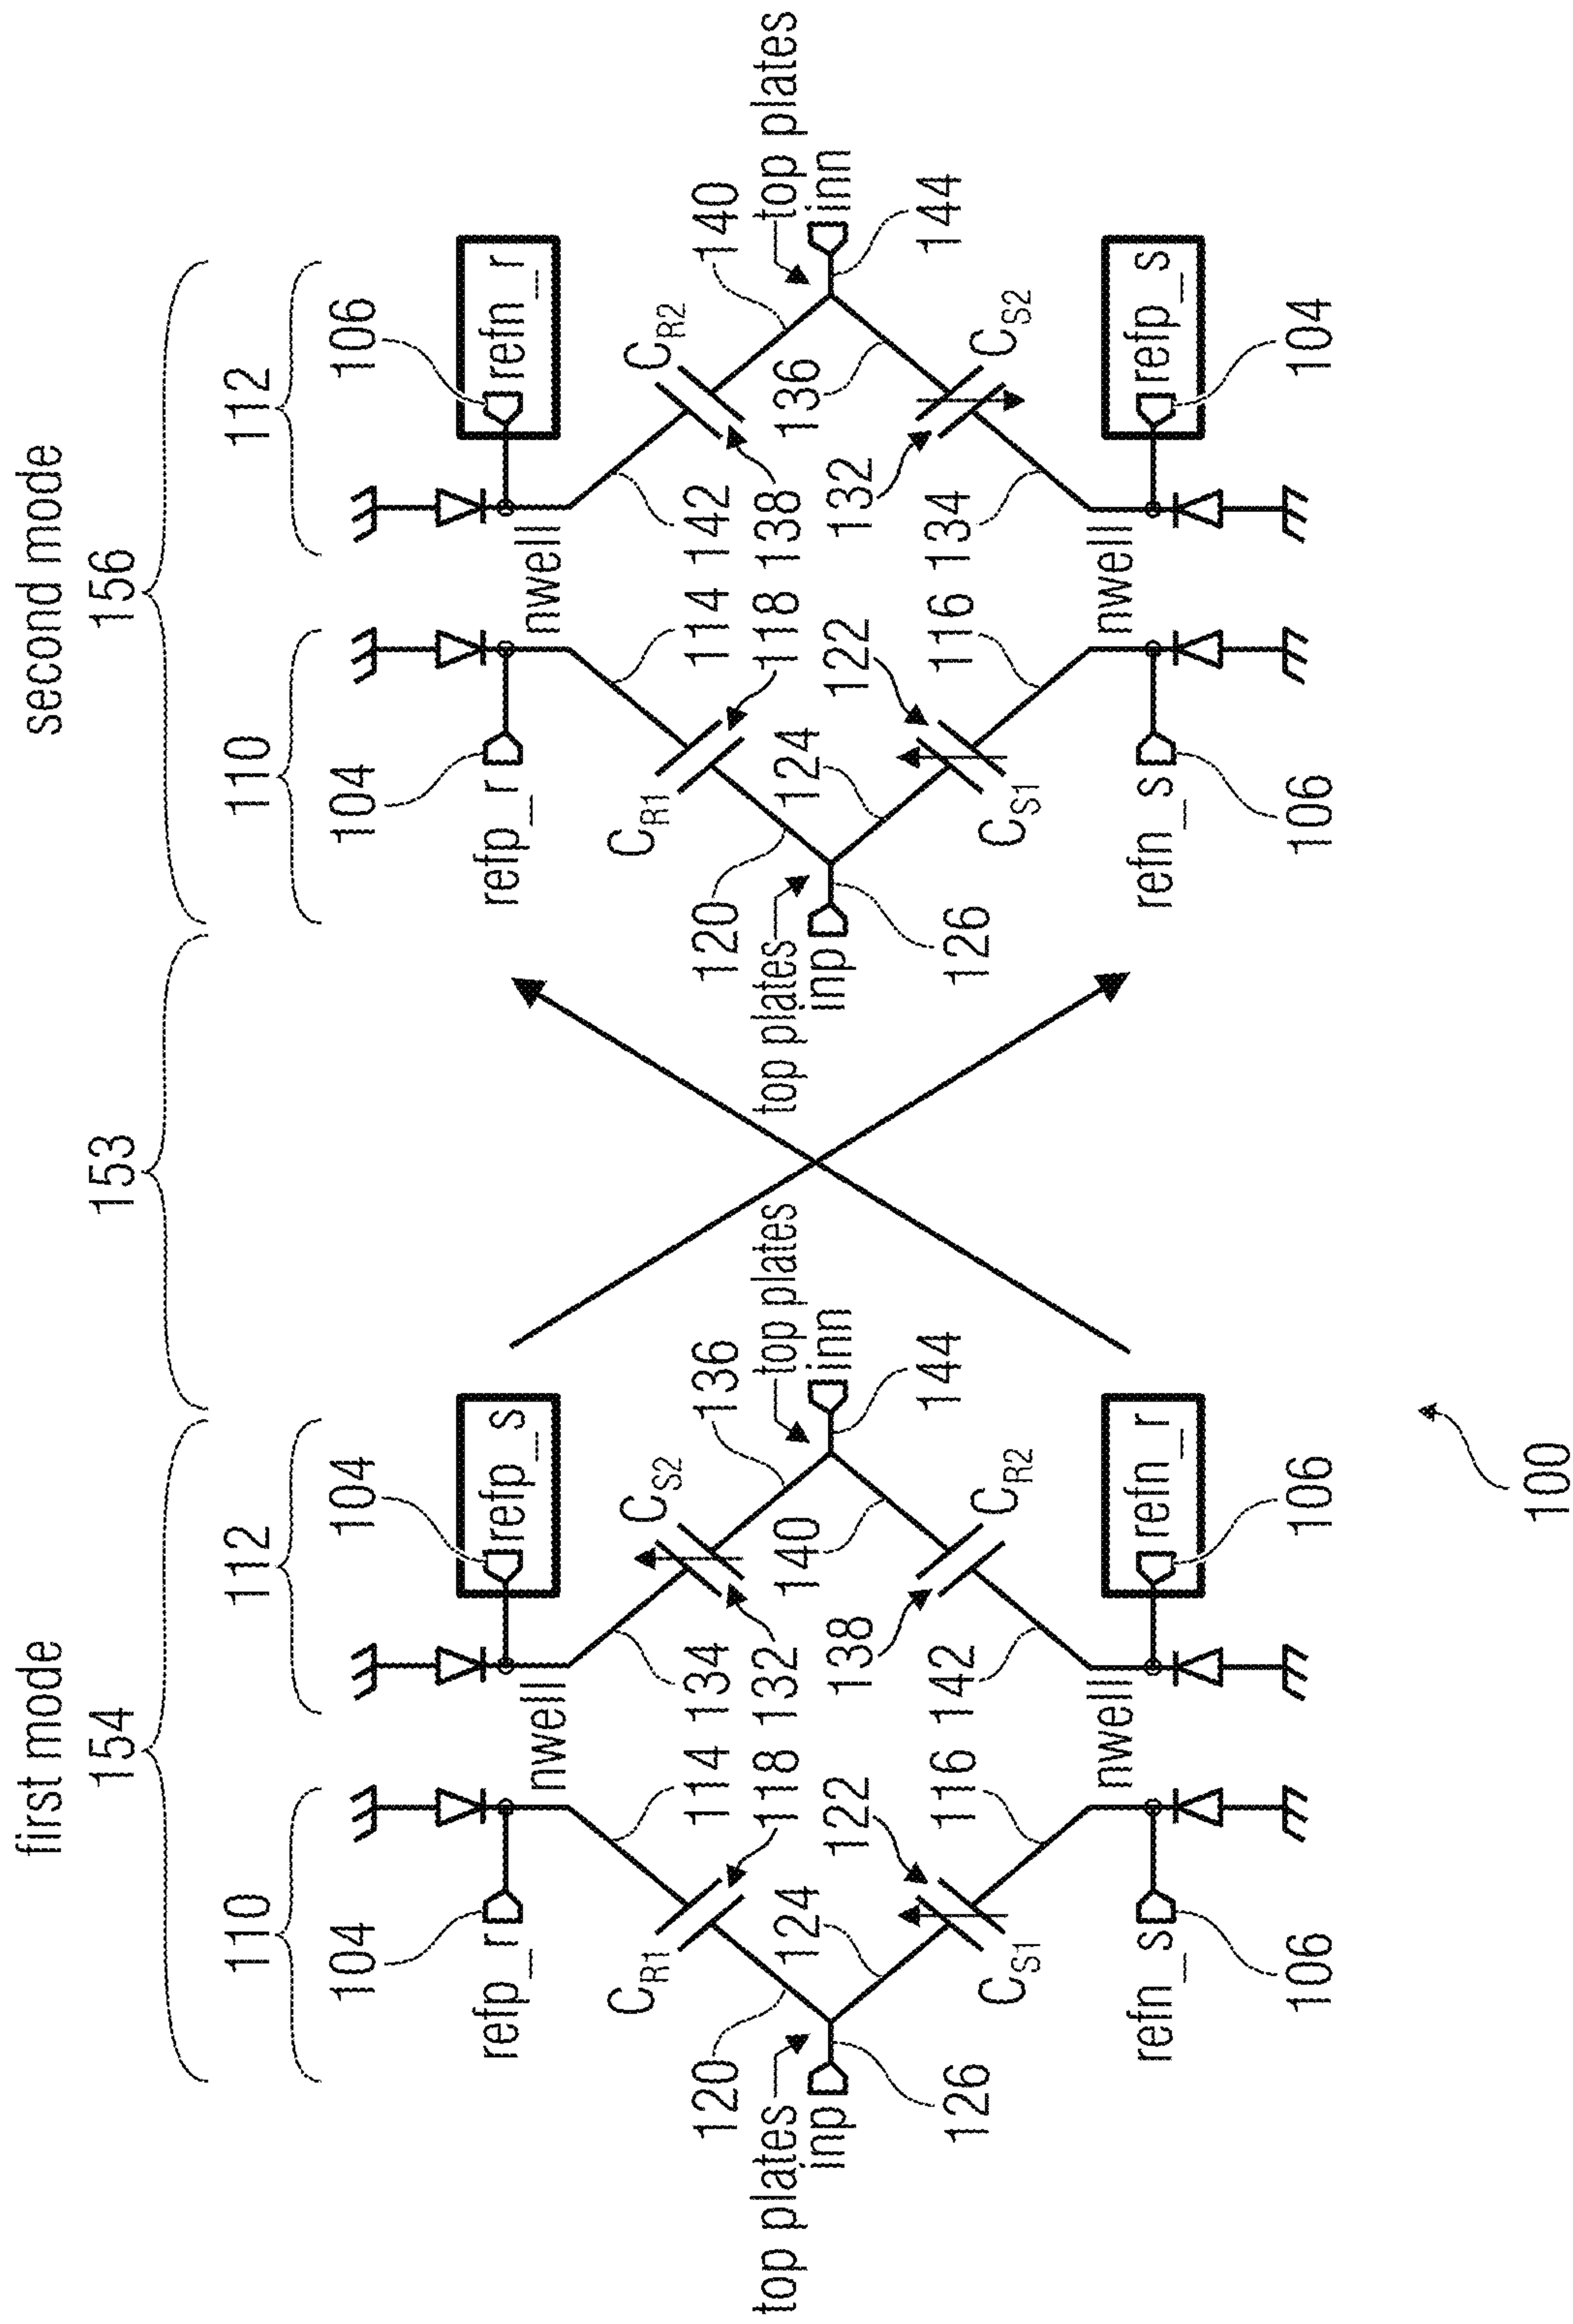 first mode
second mode
154
153
156
110
112
110
112
104
104
104
106
refp_r
refp_s
refp_r
refn_r
nwell
nwell
C_R1
114
134
C_S2
C_R1
114
142
C_R2
120
118
132
136
120
118
138
140
top plates
top plates
top plates
top plates
inp
inn
inp
inn
124
122
138
140
124
122
132
136
126
144
126
144
C_S1
116
142
C_R2
C_S1
116
134
C_S2
nwell
nwell
refn_s
refn_r
refn_s
refp_s
106
106
106
104
100